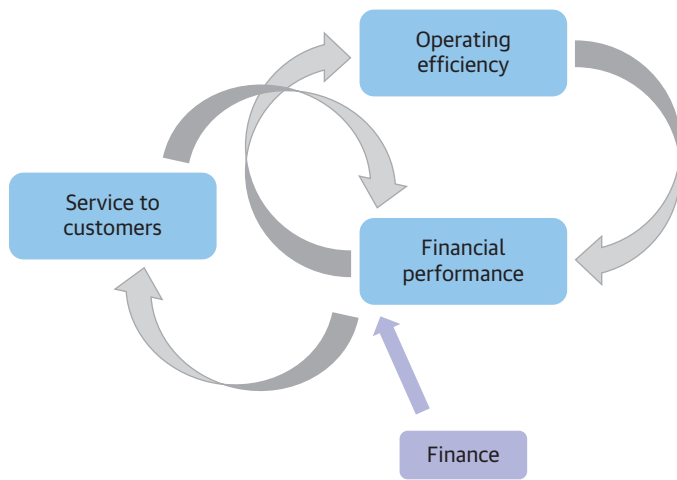 Operating
efficiency
Service to
customers
Financial
performance
Finance